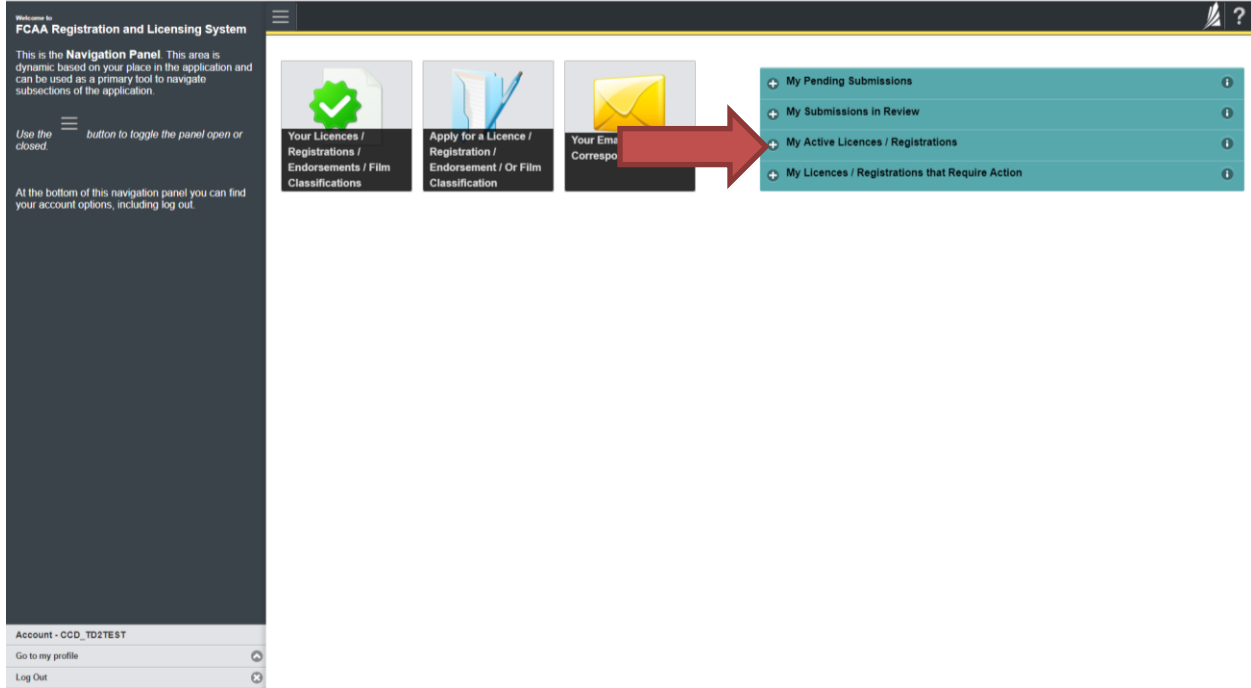 Welcome to
FCAA Registration and Licensing System
This is the Navigation Panel. This area is
dynamic based on your place in the application and
can be used as a primary tool to navigate
subsections of the application.
Use the button to toggle the panel open or
closed.
At the bottom of this navigation panel you can find
your account options, including log out.
Account - CCD_TD2TEST
Go to my profile
Log Out
?
Your Licences /
Registrations /
Endorsements / Film
Classifications
Apply for a Licence /
Registration /
Endorsement / Or Film
Classification
Your
My Pending Submissions
My Submissions in Review
My Active Licences / Registrations
My Licences / Registrations that Require Action